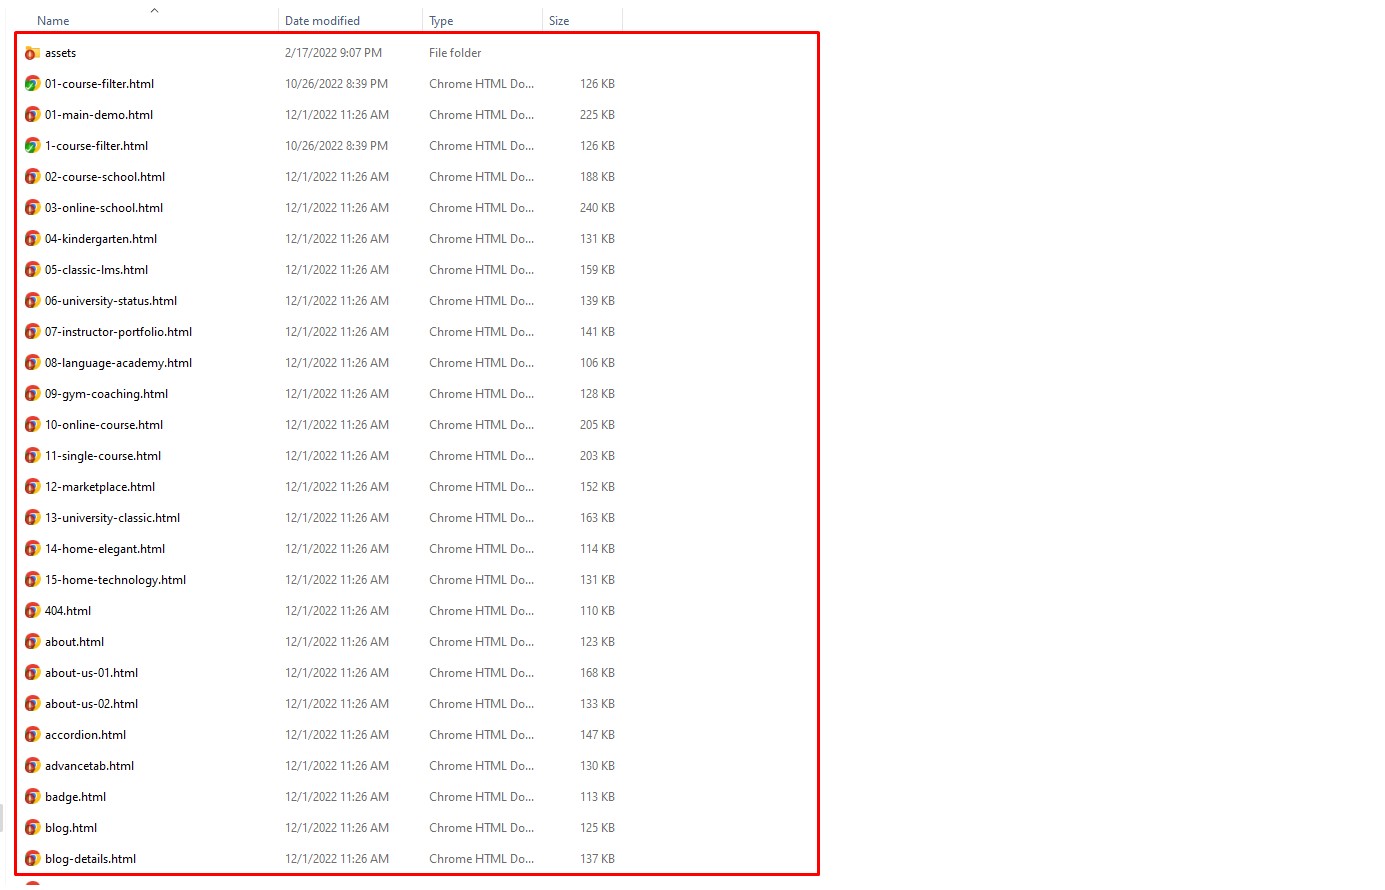 Name Date modified Type Size
assets 2/17/2022 9:07 PM File folder
01-course-filter.html 10/26/2022 8:39 PM Chrome HTML Do... 126 KB
01-main-demo.html 12/1/2022 11:26 AM Chrome HTML Do... 225 KB
1-course-filter.html 10/26/2022 8:39 PM Chrome HTML Do... 126 KB
02-course-school.html 12/1/2022 11:26 AM Chrome HTML Do... 188 KB
03-online-school.html 12/1/2022 11:26 AM Chrome HTML Do... 240 KB
04-kindergarten.html 12/1/2022 11:26 AM Chrome HTML Do... 131 KB
05-classic-lms.html 12/1/2022 11:26 AM Chrome HTML Do... 159 KB
06-university-status.html 12/1/2022 11:26 AM Chrome HTML Do... 139 KB
07-instructor-portfolio.html 12/1/2022 11:26 AM Chrome HTML Do... 141 KB
08-language-academy.html 12/1/2022 11:26 AM Chrome HTML Do... 106 KB
09-gym-coaching.html 12/1/2022 11:26 AM Chrome HTML Do... 128 KB
10-online-course.html 12/1/2022 11:26 AM Chrome HTML Do... 205 KB
11-single-course.html 12/1/2022 11:26 AM Chrome HTML Do... 203 KB
12-marketplace.html 12/1/2022 11:26 AM Chrome HTML Do... 152 KB
13-university-classic.html 12/1/2022 11:26 AM Chrome HTML Do... 163 KB
14-home-elegant.html 12/1/2022 11:26 AM Chrome HTML Do... 114 KB
15-home-technology.html 12/1/2022 11:26 AM Chrome HTML Do... 131 KB
404.html 12/1/2022 11:26 AM Chrome HTML Do... 110 KB
about.html 12/1/2022 11:26 AM Chrome HTML Do... 123 KB
about-us-01.html 12/1/2022 11:26 AM Chrome HTML Do... 168 KB
about-us-02.html 12/1/2022 11:26 AM Chrome HTML Do... 133 KB
accordion.html 12/1/2022 11:26 AM Chrome HTML Do... 147 KB
advancetab.html 12/1/2022 11:26 AM Chrome HTML Do... 130 KB
badge.html 12/1/2022 11:26 AM Chrome HTML Do... 113 KB
blog.html 12/1/2022 11:26 AM Chrome HTML Do... 125 KB
blog-details.html 12/1/2022 11:26 AM Chrome HTML Do... 137 KB